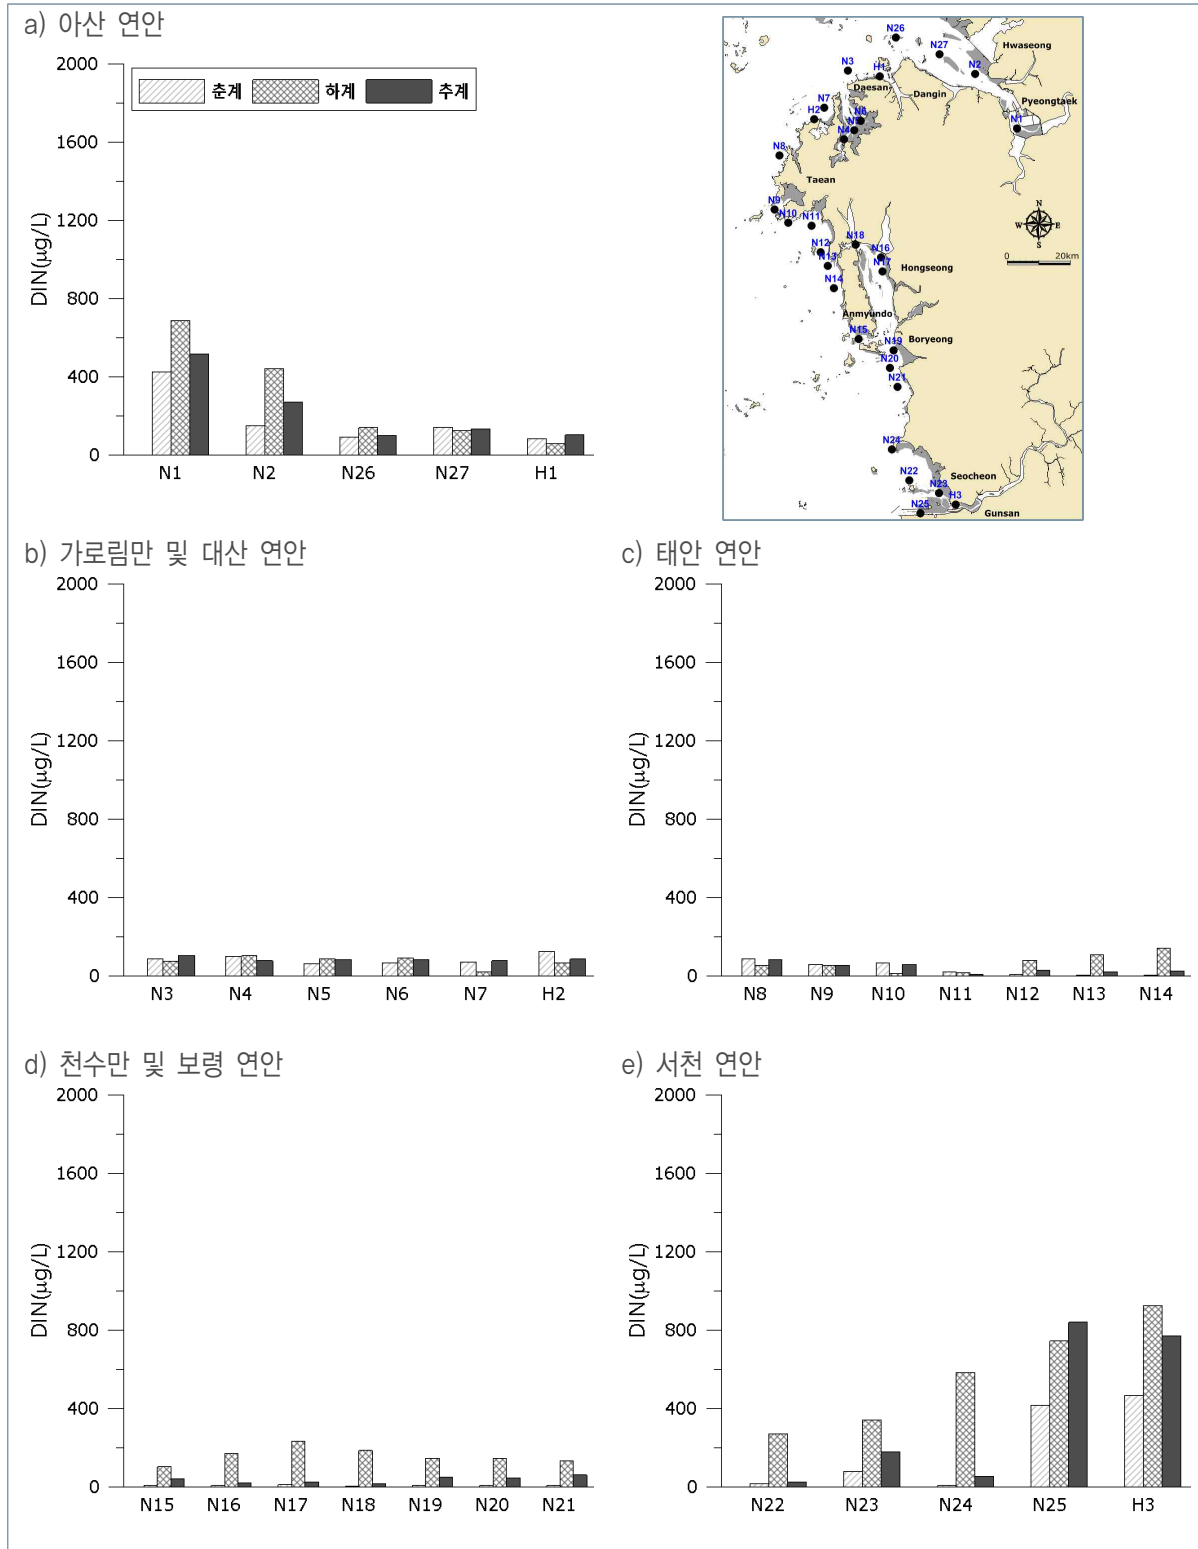 a) 아산 연안
2000
1600
1200
800
400
0
DIN(μg/L)
춘계 하계 추계
N1 N2 N26 N27 H1
N26
N27
Hwaseong
N3
H1
N2
Daesan
Dangin
Pyeongtaek
N7
H2
N6
N5
N4
N1
N8
Taean
N9
N10
N11
N
W E
S
N18
N12
N16
N13
N17
Hongseong
0 20km
N14
Anmyundo
N15
N19
Boryeong
N20
N21
N24
N22
Seocheon
N23
H3
N25
Gunsan
b) 가로림만 및 대산 연안
2000
1600
1200
800
400
0
DIN(μg/L)
N3 N4 N5 N6 N7 H2
c) 태안 연안
2000
1600
1200
800
400
0
DIN(μg/L)
N8 N9 N10 N11 N12 N13 N14
d) 천수만 및 보령 연안
2000
1600
1200
800
400
0
DIN(μg/L)
N15 N16 N17 N18 N19 N20 N21
e) 서천 연안
2000
1600
1200
800
400
0
DIN(μg/L)
N22 N23 N24 N25 H3